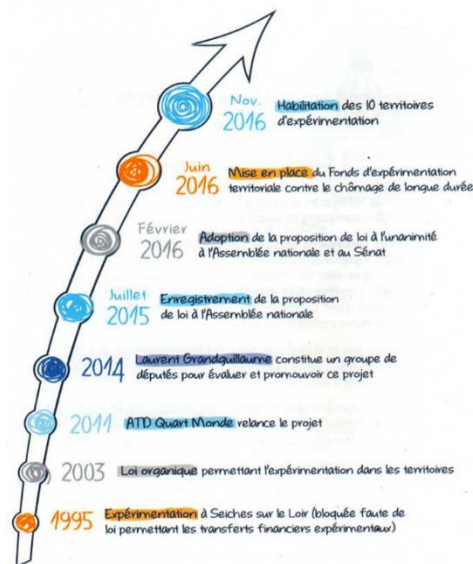 Nov.
2016
Habilitation des 10 territoires
d'expérimentation
Juin
2016
Mise en place du Fonds d'expérimentation
territoriale contre le chômage de longue durée
Février
2016
Adoption de la proposition de loi à l'unanimité
à l'Assemblée nationale et au Sénat
Juillet
2015
Enregistrement de la proposition
de loi à l'Assemblée nationale
2014
Laurent Grandguillaume constitue un groupe de
députés pour évaluer et promouvoir ce projet
2011
ATD Quart Monde relance le projet
2003
Loi organique permettant l'expérimentation dans les territoires
1995
Expérimentation à Seiches sur le Loir (bloquée faute de
loi permettant les transferts financiers expérimentaux)